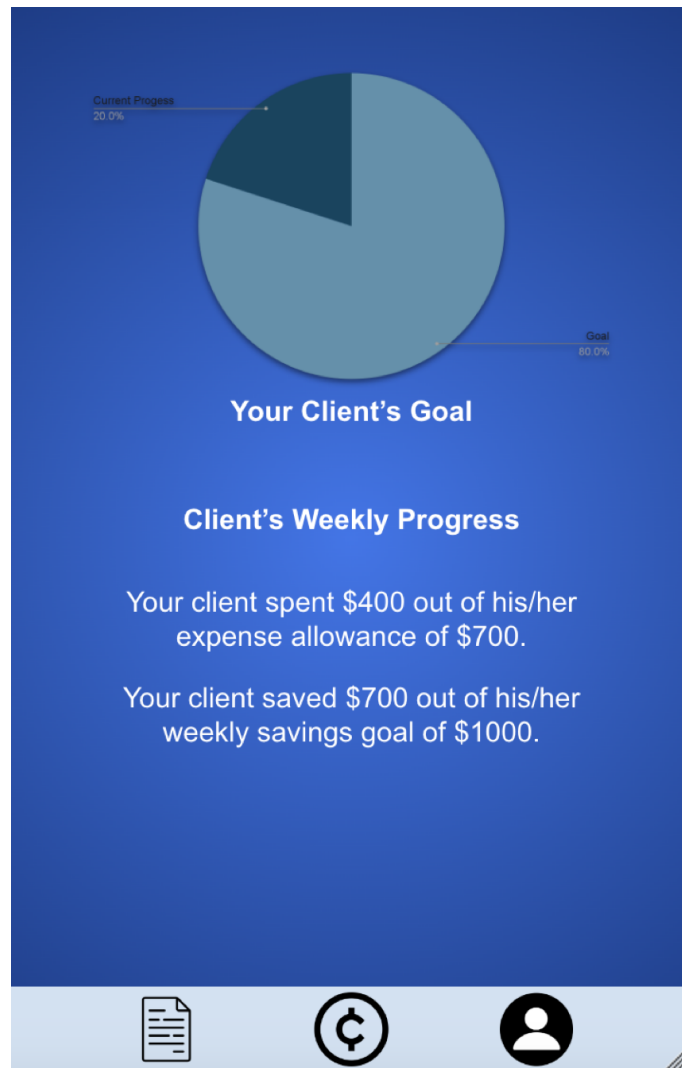 Current Progess
20.0%
Goal
80.0%
Your Client’s Goal
Client’s Weekly Progress
Your client spent $400 out of his/her
expense allowance of $700.
Your client saved $700 out of his/her
weekly savings goal of $1000.